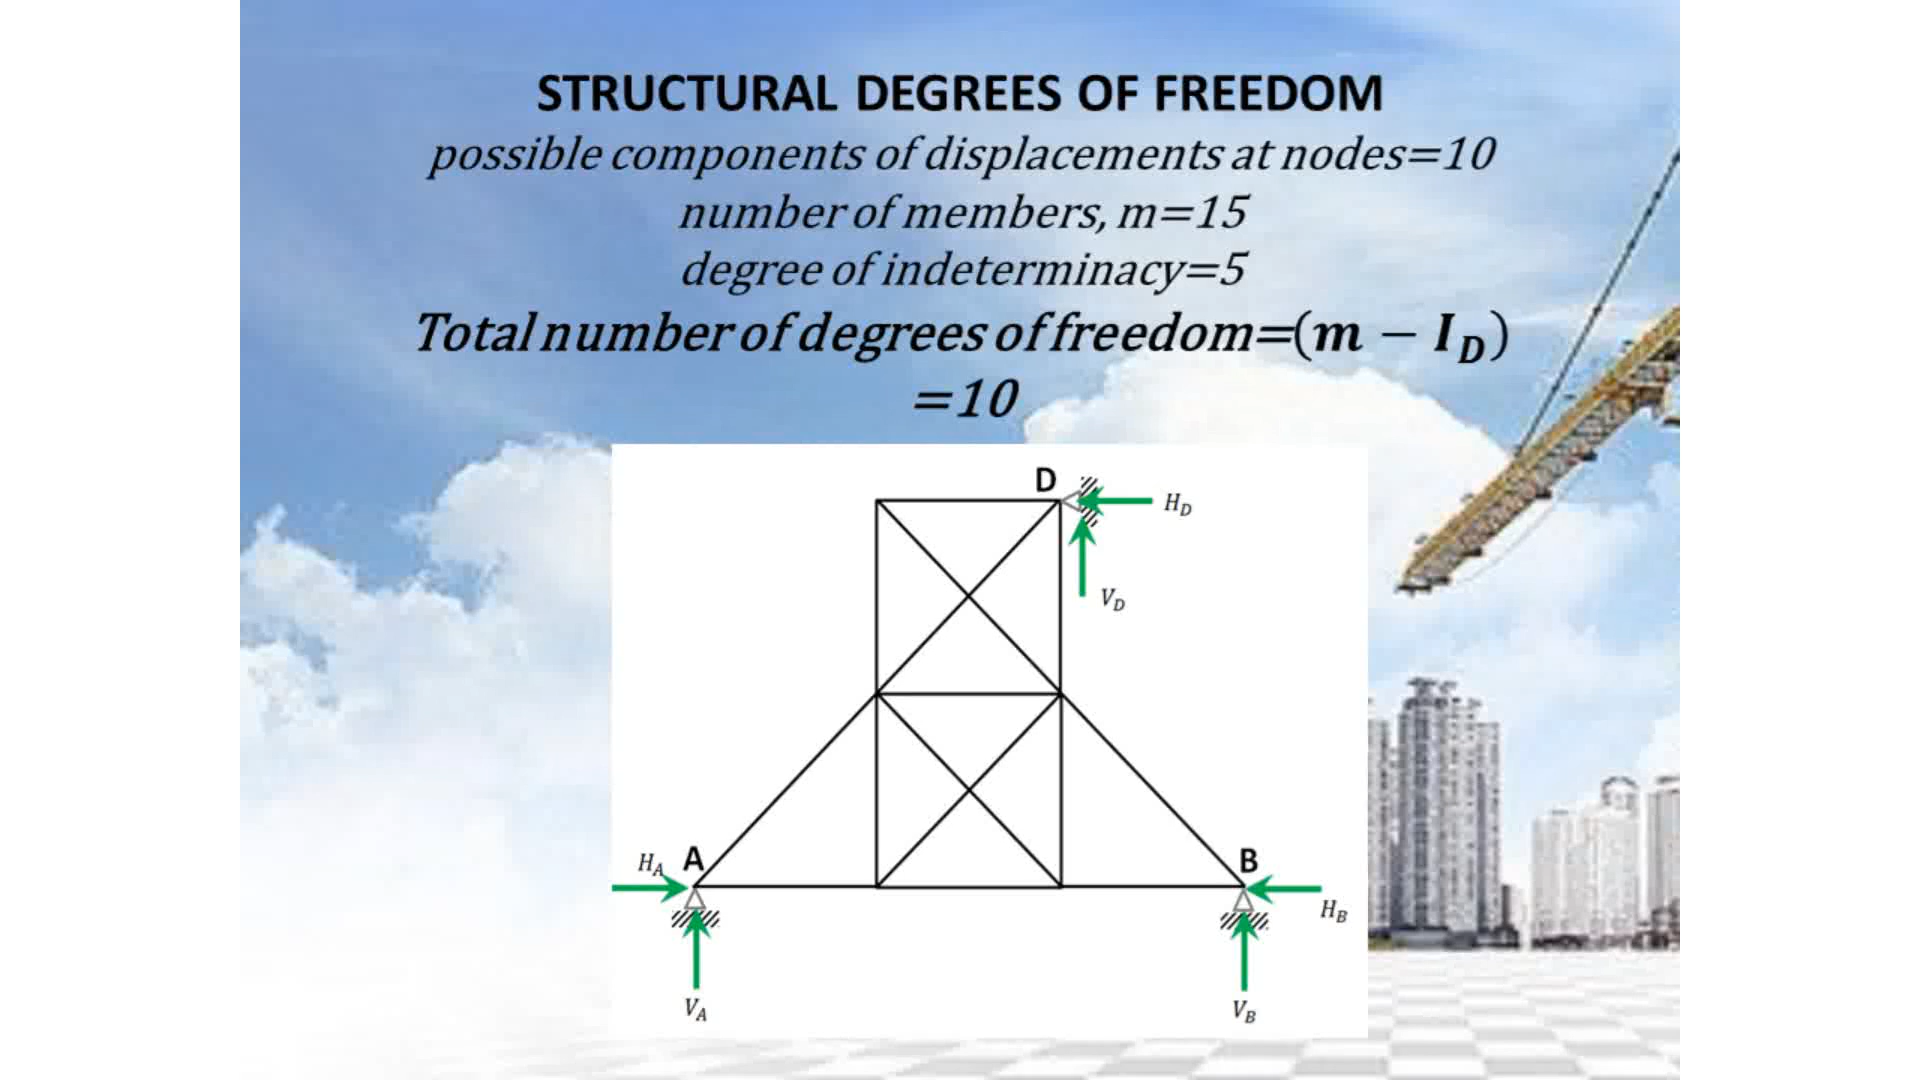 STRUCTURAL DEGREES OF FREEDOM
possible components of displacements at nodes=10
number of members, m=15
degree of indeterminacy=5
Total number of degrees of freedom=(m − I_D)
=10
D
H_D
V_D
H_A A
B
H_B
V_A
V_B